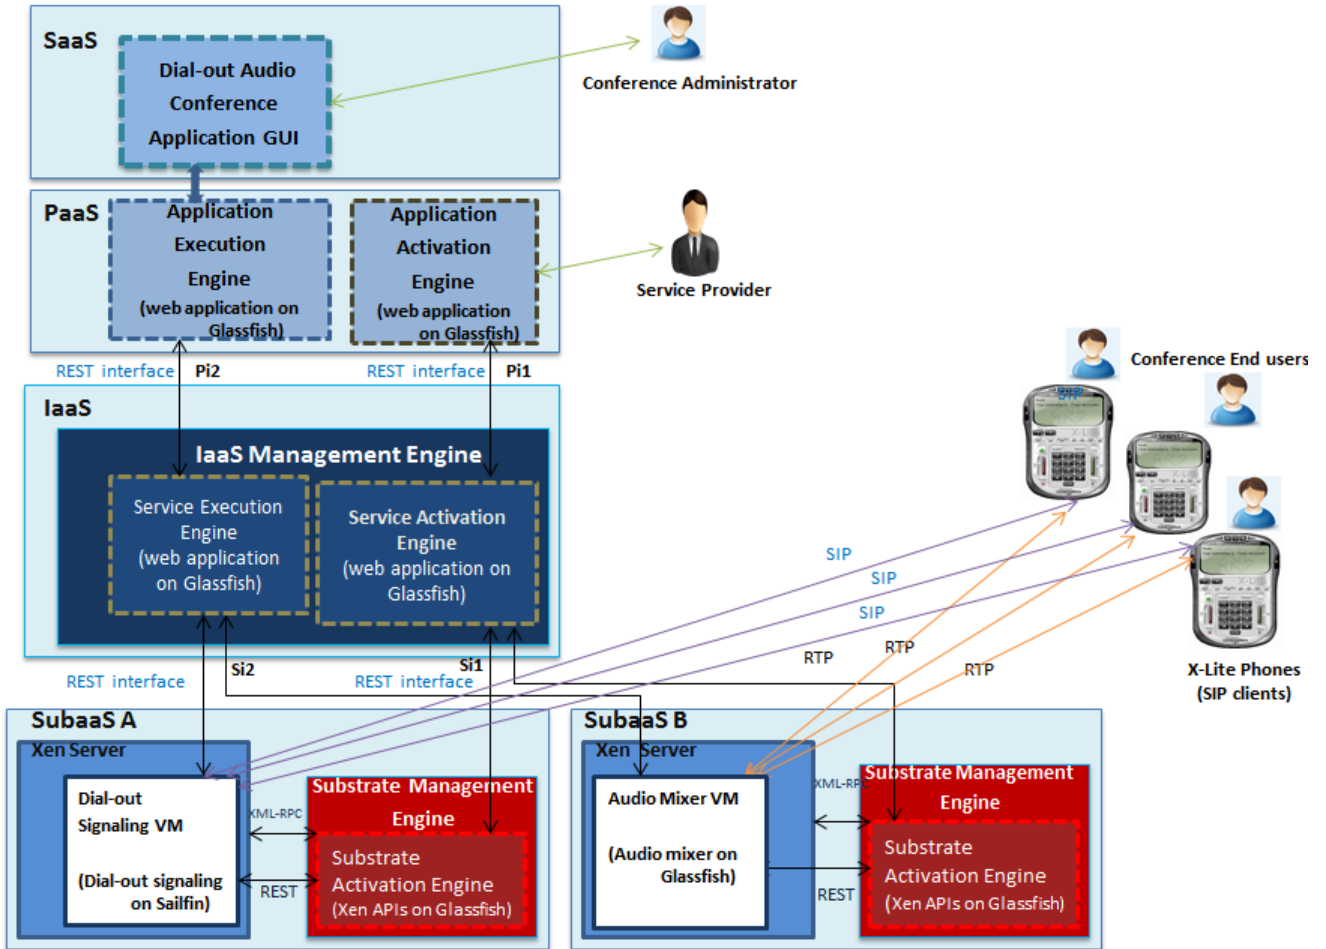 SaaS
Dial-out Audio
Conference
Application GUI
Conference Administrator
PaaS
Application
Execution
Engine
(web application on
Glassfish)
Application
Activation
Engine
(web application
on Glassfish)
Service Provider
REST interface
Pi2
REST interface
Pi1
IaaS
IaaS Management Engine
Service Execution
Engine
(web application
on Glassfish)
Service Activation
Engine
(web application on
Glassfish)
Conference End users
SIP
X-LITE
X-Lite Phones
(SIP clients)
SIP
SIP
SIP
RTP
RTP
RTP
Si2
REST interface
Si1
REST interface
SubaaS A
Xen Server
Dial-out
Signaling VM
(Dial-out signaling
on Sailfin)
XML-RPC
REST
Substrate Management
Engine
Substrate
Activation Engine
(Xen APIs on Glassfish)
SubaaS B
Xen Server
Audio Mixer VM
(Audio mixer on
Glassfish)
XML-RPC
REST
Substrate Management
Engine
Substrate
Activation Engine
(Xen APIs on Glassfish)